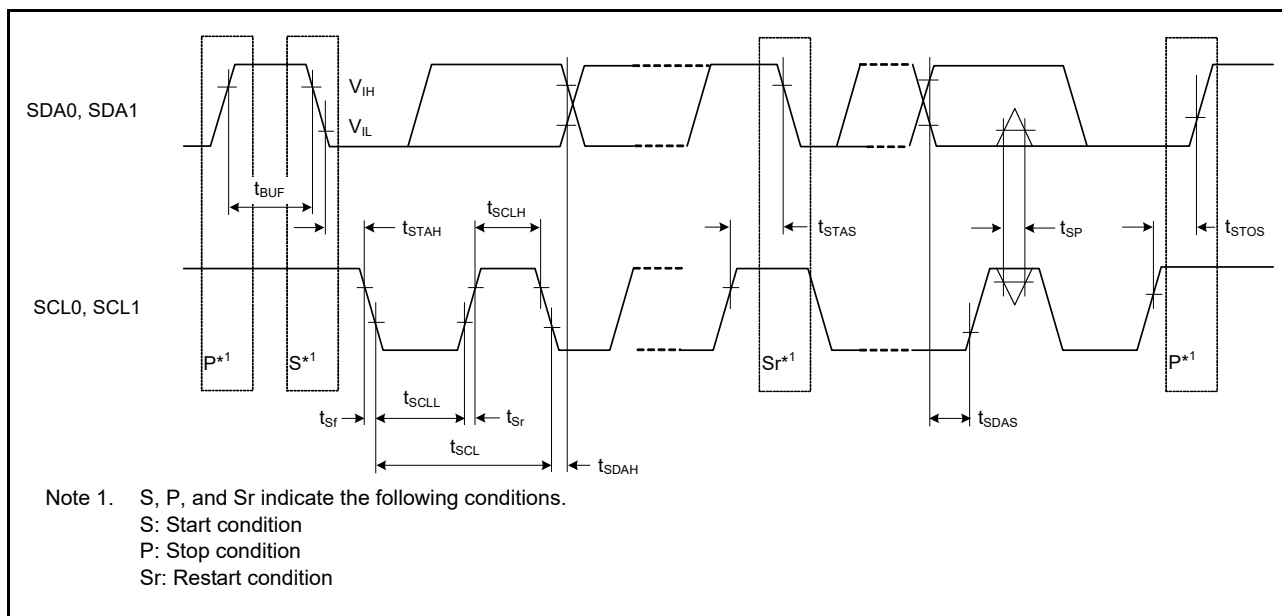 SDA0, SDA1
V_IH
V_IL
t_BUF
t_STAH
t_SCLH
t_STAS
t_SP
t_STOS
SCL0, SCL1
P*1
S*1
Sr*1
P*1
t_Sf
t_SCLL
t_Sr
t_SDAS
t_SCL
t_SDAH
Note 1. S, P, and Sr indicate the following conditions.
S: Start condition
P: Stop condition
Sr: Restart condition